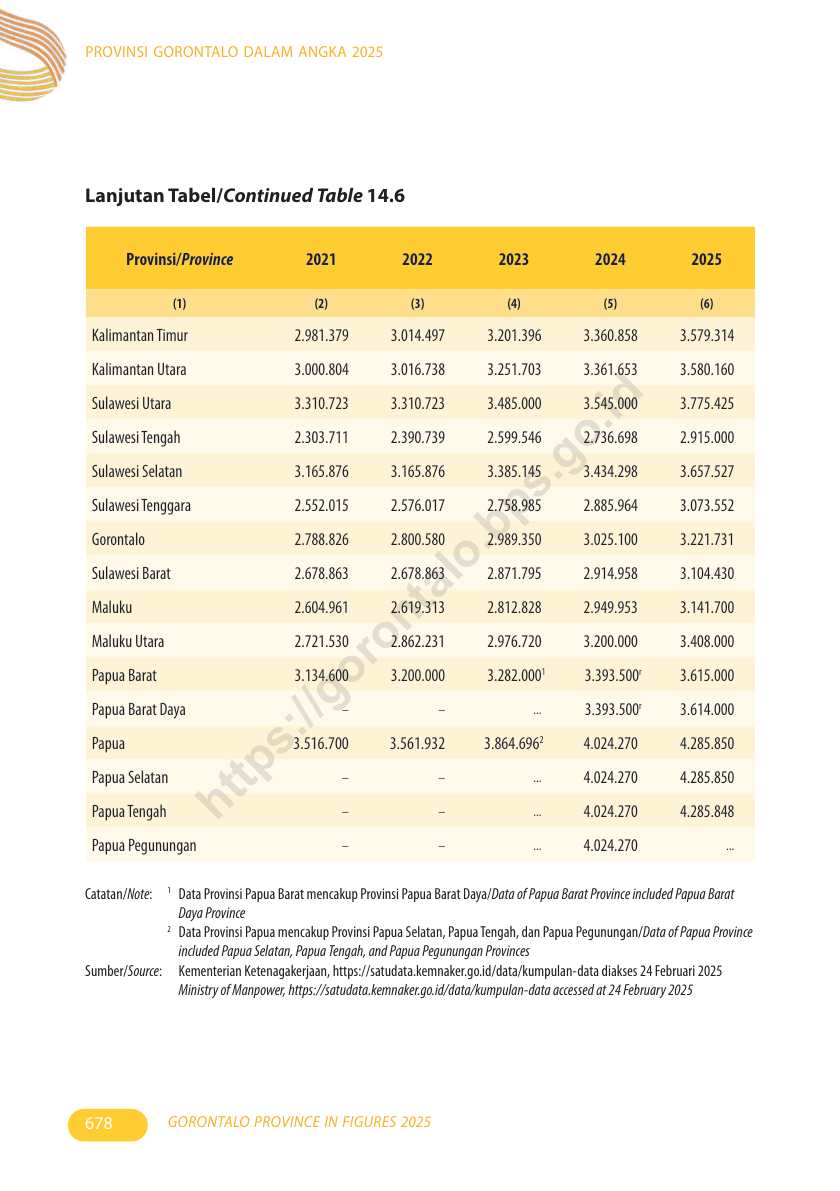 PROVINSI GORONTALO DALAM ANGKA 2025
Lanjutan Tabel/Continued Table 14.6
Provinsi/Province 2021 2022 2023 2024 2025
(1) (2) (3) (4) (5) (6)
Kalimantan Timur 2.981.379 3.014.497 3.201.396 3.360.858 3.579.314
Kalimantan Utara 3.000.804 3.016.738 3.251.703 3.361.653 3.580.160
Sulawesi Utara 3.310.723 3.310.723 3.485.000 3.545.000 3.775.425
Sulawesi Tengah 2.303.711 2.390.739 2.599.546 2.736.698 2.915.000
Sulawesi Selatan 3.165.876 3.165.876 3.385.145 3.434.298 3.657.527
Sulawesi Tenggara 2.552.015 2.576.017 2.758.985 2.885.964 3.073.552
Gorontalo 2.788.826 2.800.580 2.989.350 3.025.100 3.221.731
Sulawesi Barat 2.678.863 2.678.863 2.871.795 2.914.958 3.104.430
Maluku 2.604.961 2.619.313 2.812.828 2.949.953 3.141.700
Maluku Utara 2.721.530 2.862.231 2.976.720 3.200.000 3.408.000
Papua Barat 3.134.600 3.200.000 3.282.000¹ 3.393.500ʳ 3.615.000
Papua Barat Daya – – ... 3.393.500ʳ 3.614.000
Papua 3.516.700 3.561.932 3.864.696² 4.024.270 4.285.850
Papua Selatan – – ... 4.024.270 4.285.850
Papua Tengah – – ... 4.024.270 4.285.848
Papua Pegunungan – – ... 4.024.270 ...
https://gorontalo.bps.go.id
Catatan/Note: ¹ Data Provinsi Papua Barat mencakup Provinsi Papua Barat Daya/Data of Papua Barat Province included Papua Barat
Daya Province
² Data Provinsi Papua mencakup Provinsi Papua Selatan, Papua Tengah, dan Papua Pegunungan/Data of Papua Province
included Papua Selatan, Papua Tengah, and Papua Pegunungan Provinces
Sumber/Source: Kementerian Ketenagakerjaan, https://satudata.kemnaker.go.id/data/kumpulan-data diakses 24 Februari 2025
Ministry of Manpower, https://satudata.kemnaker.go.id/data/kumpulan-data accessed at 24 February 2025
678 GORONTALO PROVINCE IN FIGURES 2025